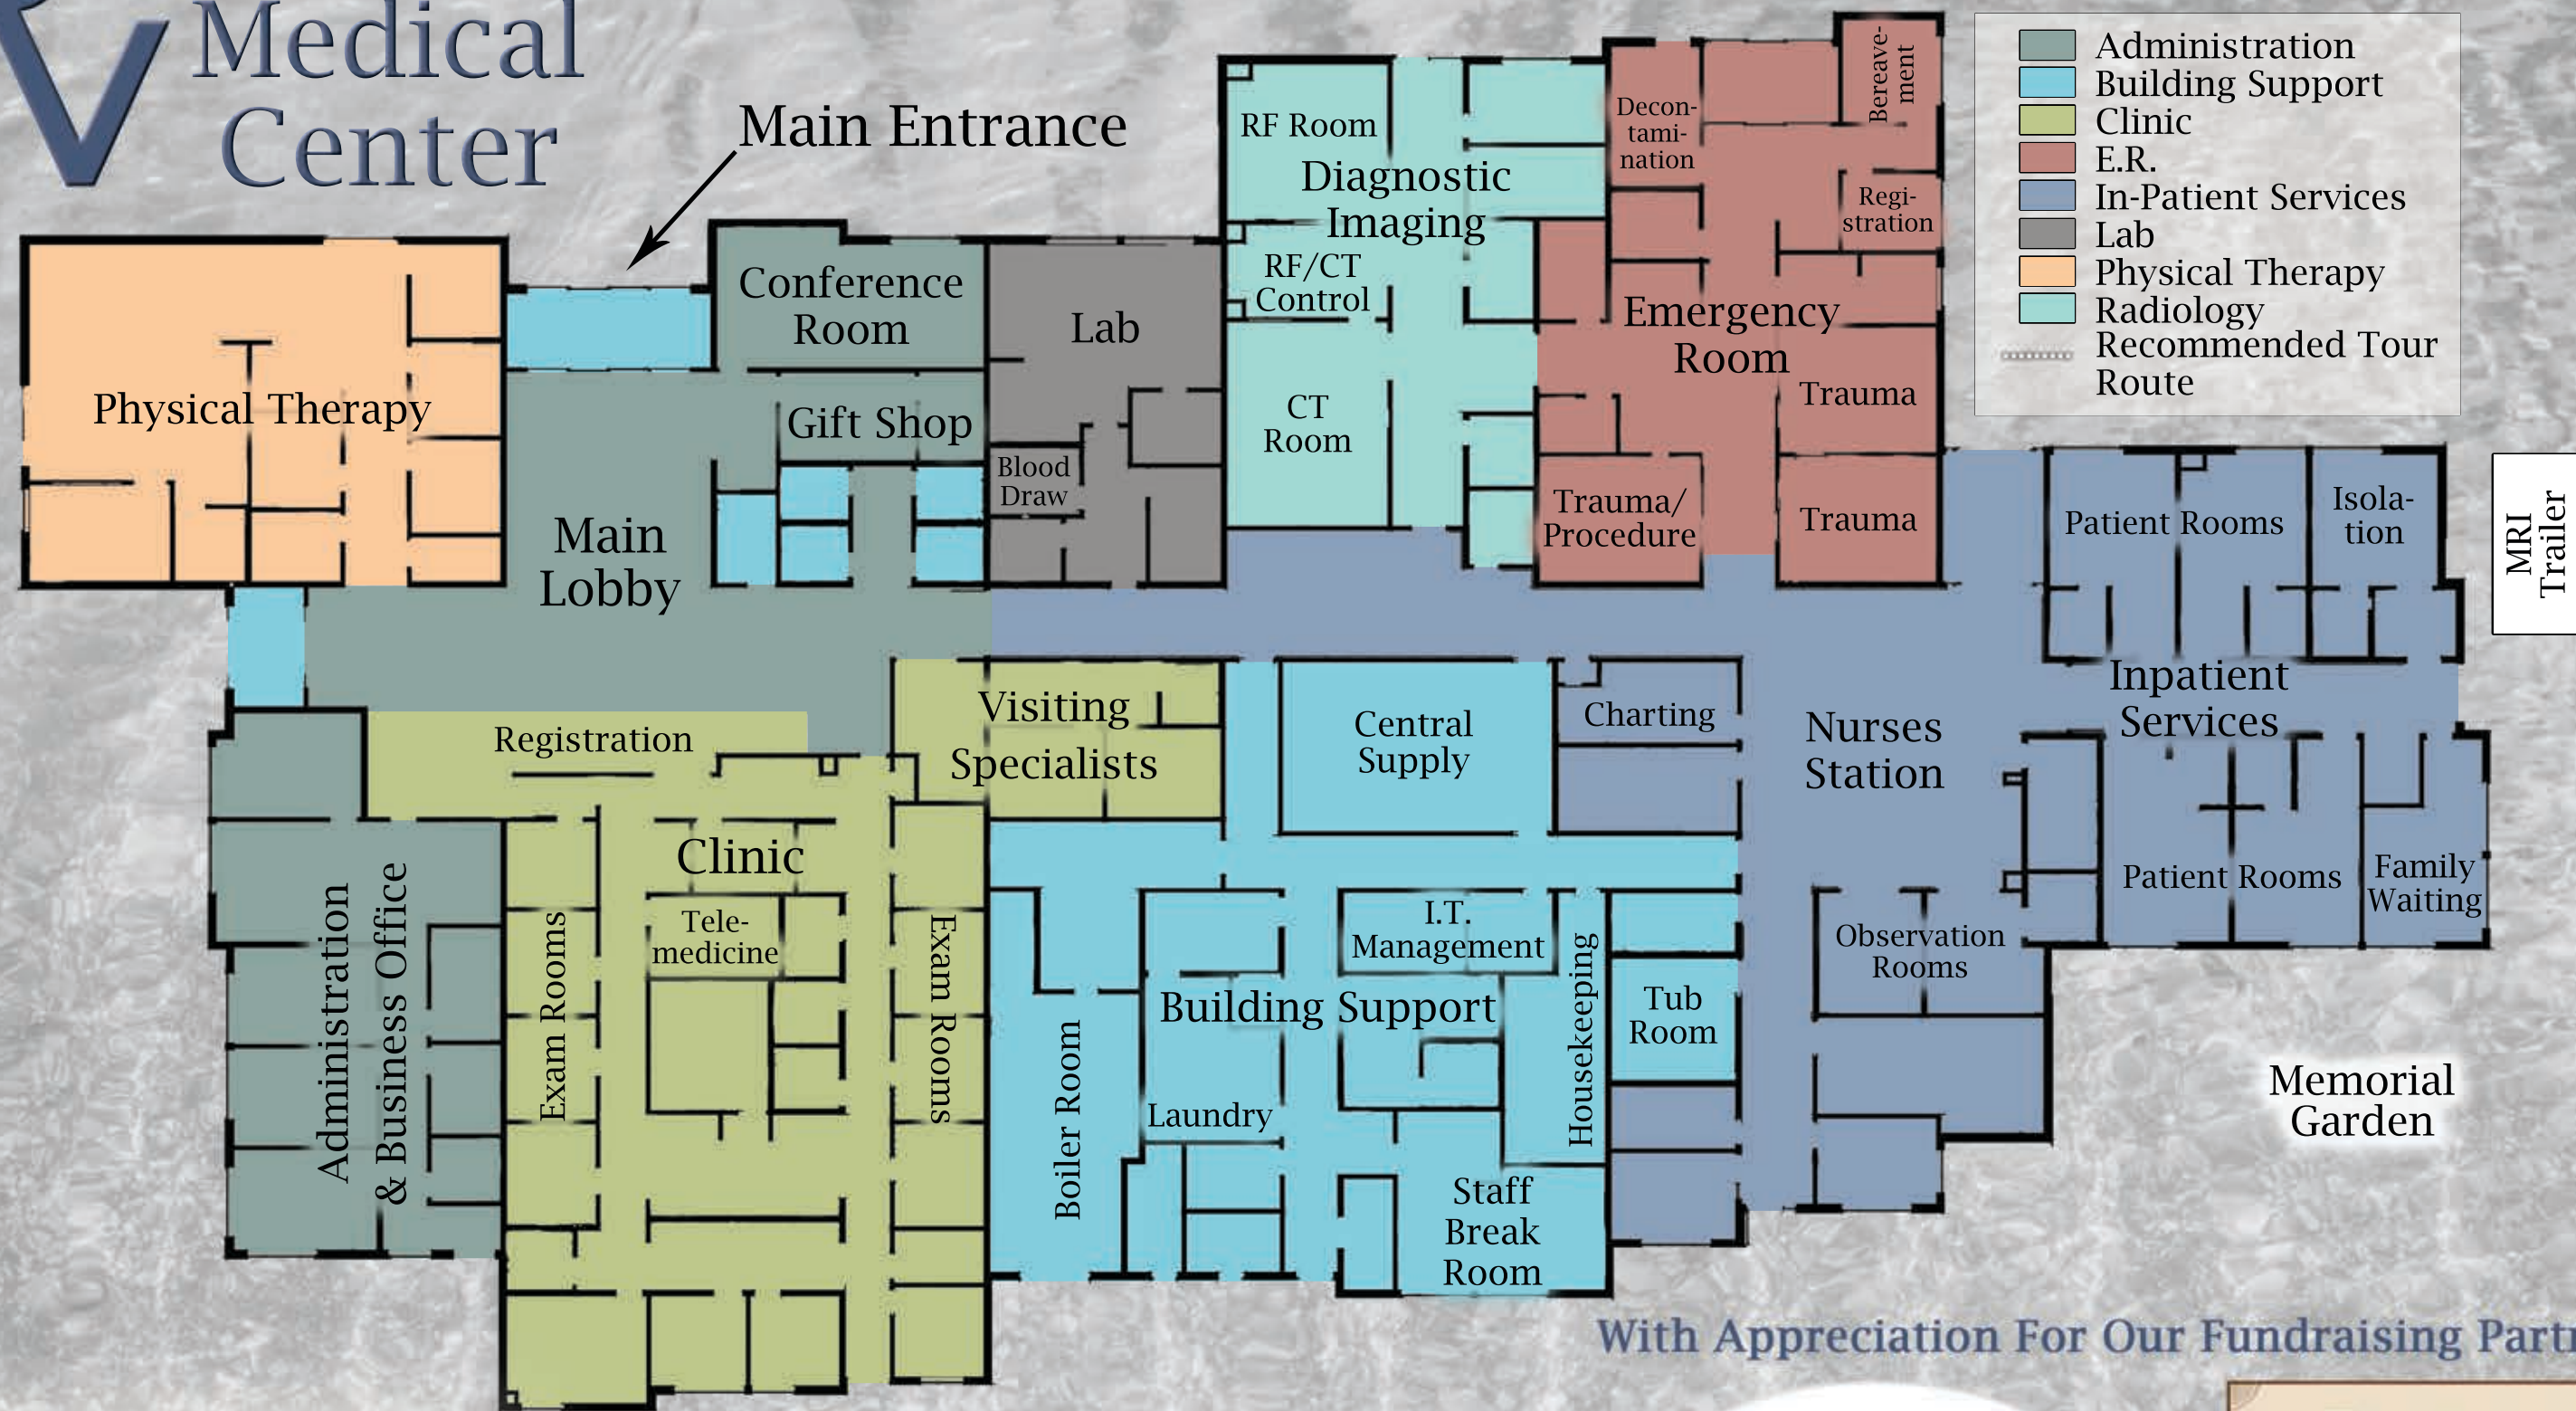 Medical
Center
Main Entrance
Administration
Building Support
Clinic
E.R.
In-Patient Services
Lab
Physical Therapy
Radiology
Recommended Tour
Route
RF Room
Diagnostic
Imaging
RF/CT
Control
CT
Room
Decon-
tami-
nation
Bereave-
ment
Regi-
stration
Emergency
Room
Trauma
Trauma/
Procedure
Trauma
Conference
Room
Gift Shop
Lab
Blood
Draw
Physical Therapy
Main
Lobby
Patient Rooms
Isola-
tion
MRI
Trailer
Inpatient
Services
Registration
Visiting
Specialists
Central
Supply
Charting
Nurses
Station
Patient Rooms
Family
Waiting
Observation
Rooms
Administration
& Business Office
Clinic
Exam Rooms
Tele-
medicine
Exam Rooms
I.T.
Management
Building Support
Housekeeping
Tub
Room
Boiler Room
Laundry
Staff
Break
Room
Memorial
Garden
With Appreciation For Our Fundraising Part